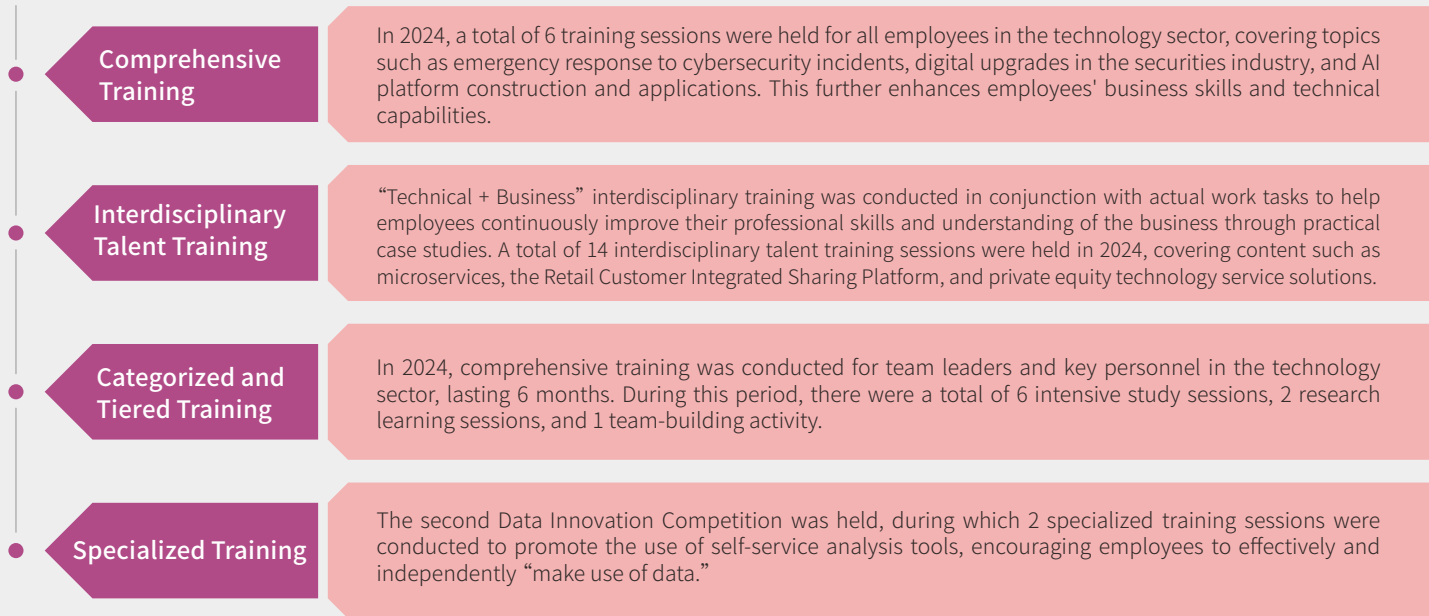 Comprehensive
Training
In 2024, a total of 6 training sessions were held for all employees in the technology sector, covering topics
such as emergency response to cybersecurity incidents, digital upgrades in the securities industry, and AI
platform construction and applications. This further enhances employees' business skills and technical
capabilities.
Interdisciplinary
Talent Training
“Technical + Business” interdisciplinary training was conducted in conjunction with actual work tasks to help
employees continuously improve their professional skills and understanding of the business through practical
case studies. A total of 14 interdisciplinary talent training sessions were held in 2024, covering content such as
microservices, the Retail Customer Integrated Sharing Platform, and private equity technology service solutions.
Categorized and
Tiered Training
In 2024, comprehensive training was conducted for team leaders and key personnel in the technology
sector, lasting 6 months. During this period, there were a total of 6 intensive study sessions, 2 research
learning sessions, and 1 team-building activity.
Specialized Training
The second Data Innovation Competition was held, during which 2 specialized training sessions were
conducted to promote the use of self-service analysis tools, encouraging employees to effectively and
independently “make use of data.”